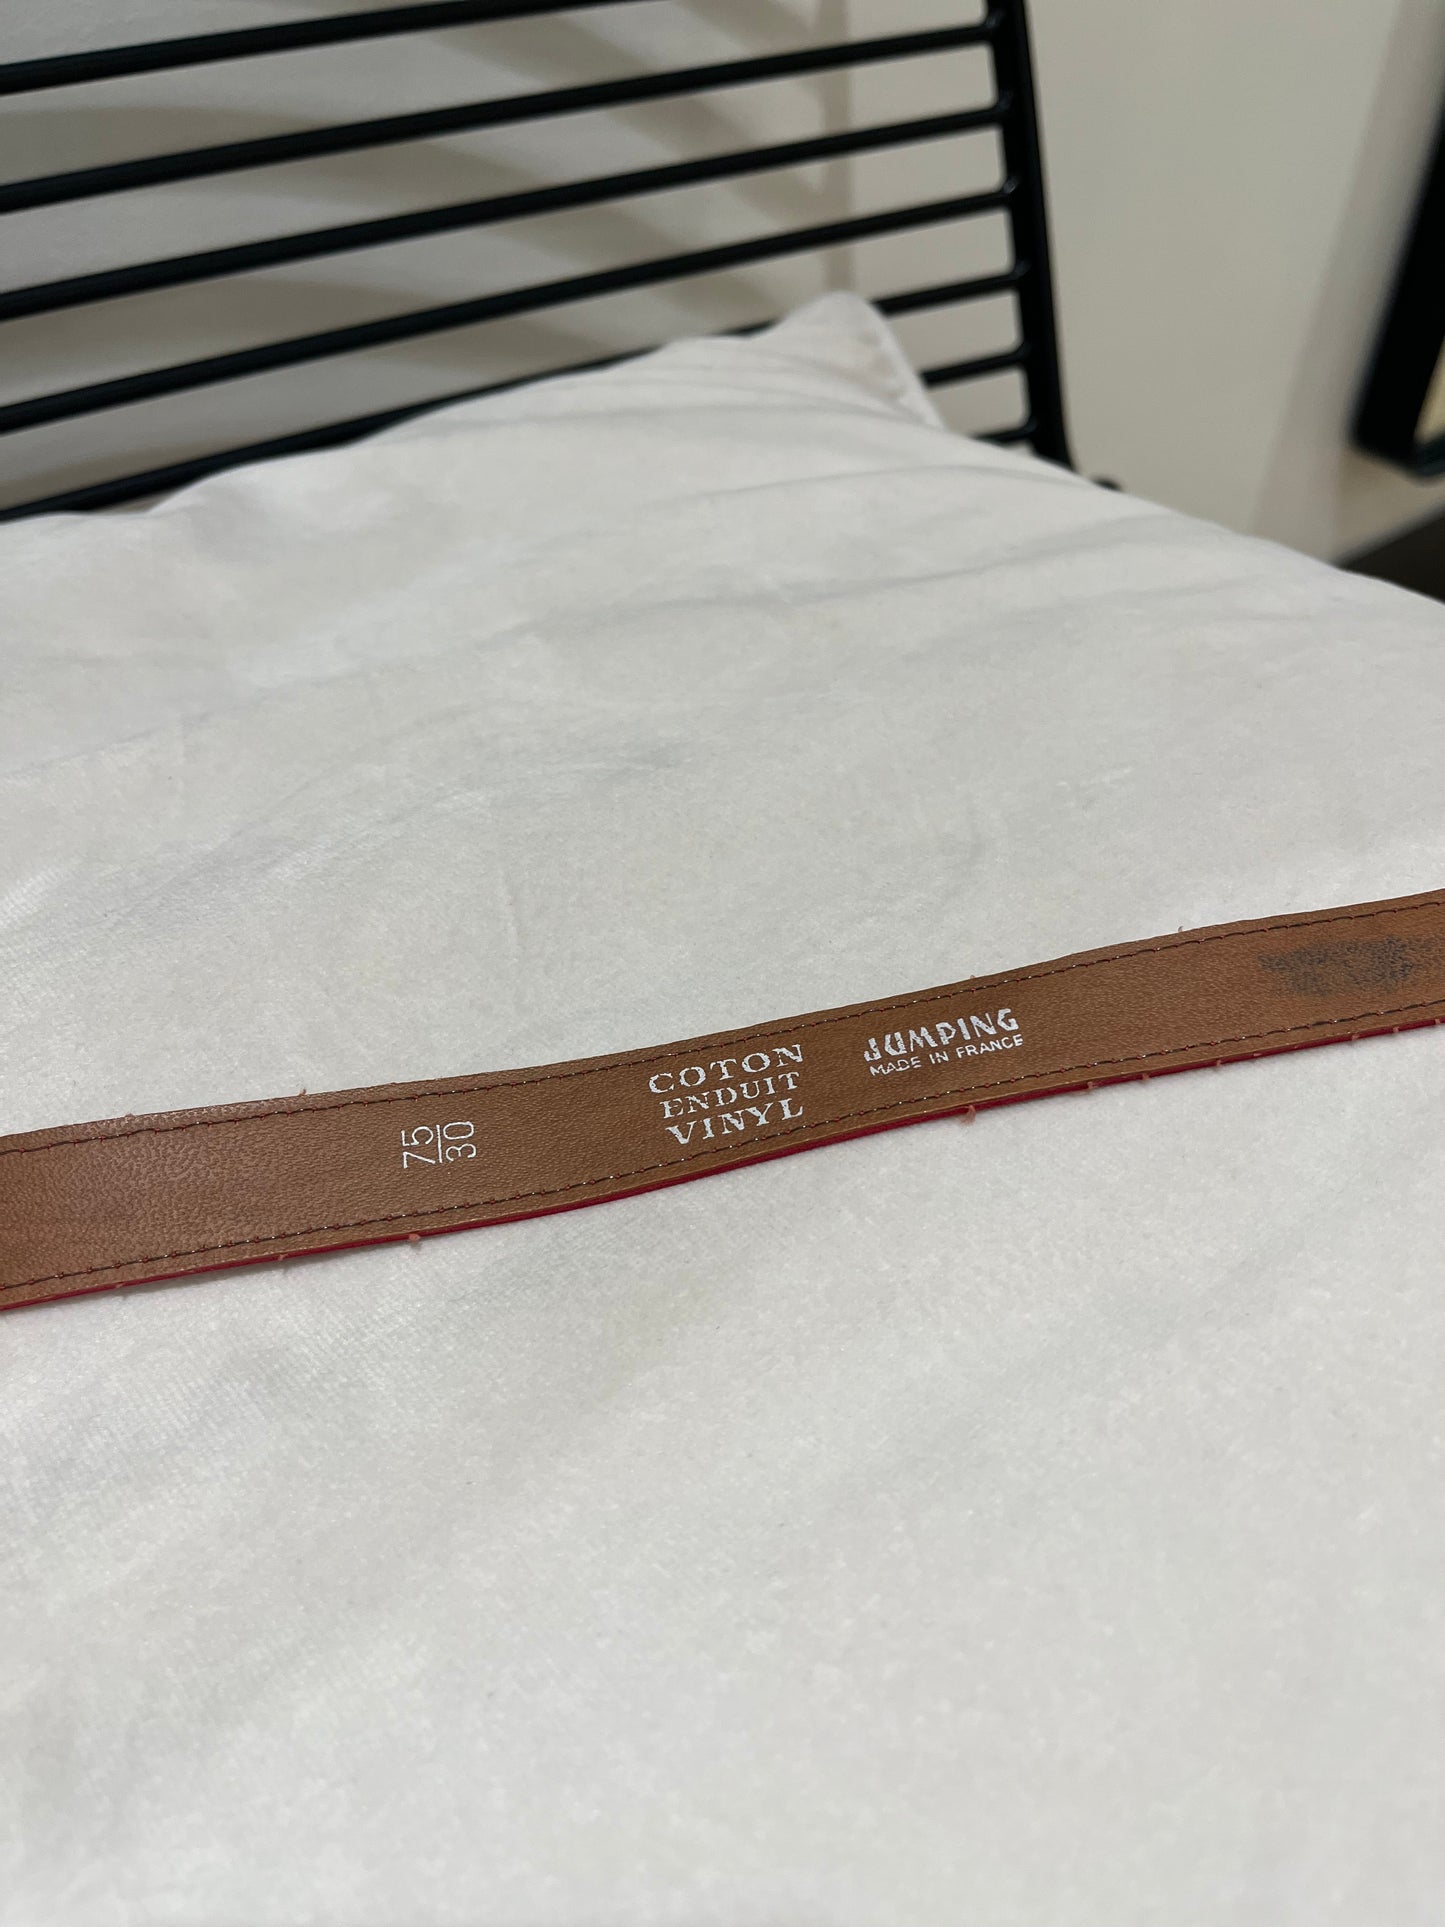 75
30
COTON
ENDUIT
VINYL
JUMPING
MADE IN FRANCE